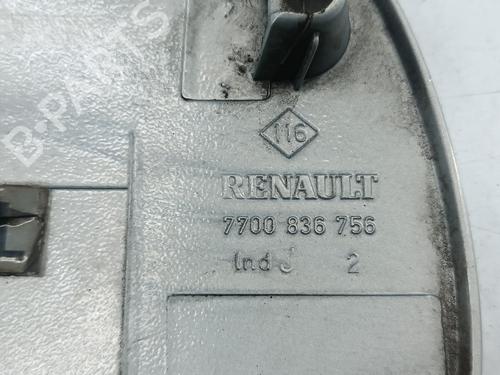 B-PARTS
116
RENAULT
7700 836 756
Ind J 2